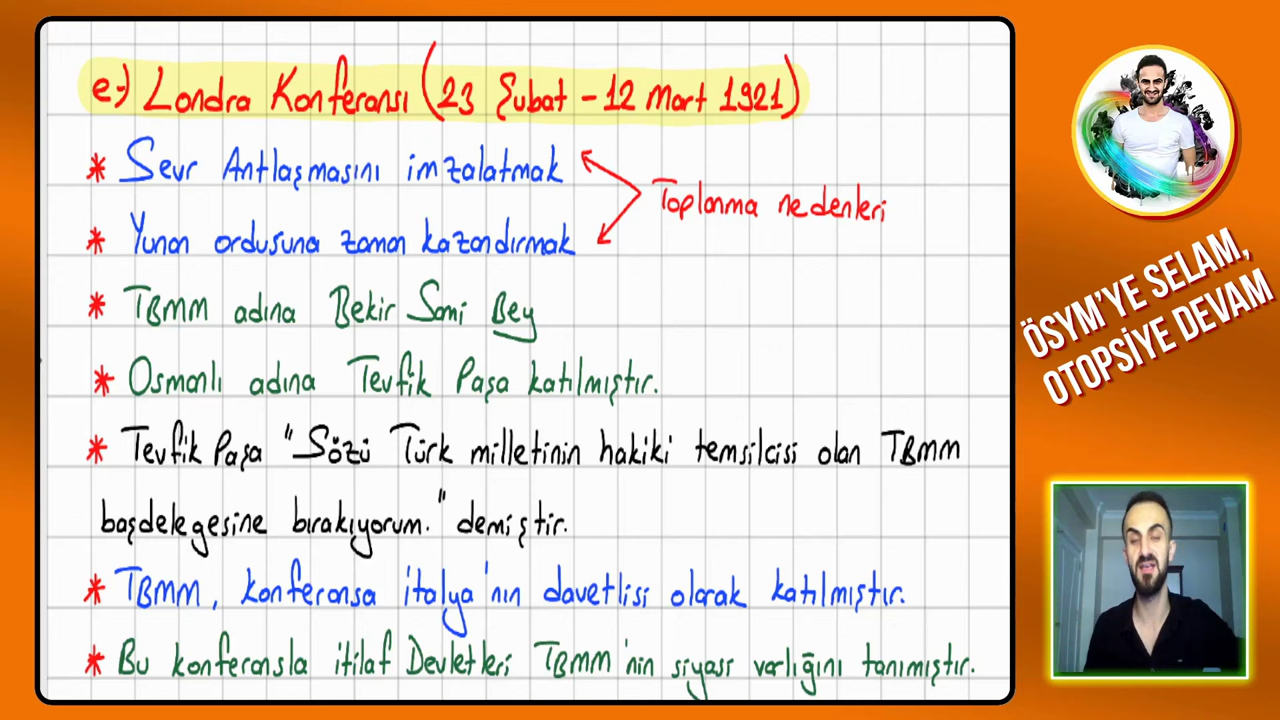 e-) Londra Konferansı (23 Şubat - 12 Mart 1921)
* Sevr Antlaşmasını imzalatmak
Toplanma nedenleri
* Yunan ordusuna zaman kazandırmak
* TBMM adına Bekir Sami Bey
* Osmanlı adına Tevfik Paşa katılmıştır.
* Tevfik Paşa "Sözü Türk milletinin hakiki temsilcisi olan TBMM
başdelegesine bırakıyorum." demiştir.
* TBMM, konferansa İtalya'nın davetlisi olarak katılmıştır.
* Bu konferansla itilaf Devletleri TBMM'nin siyasi varlığını tanımıştır.
ÖSYM'YE SELAM,
OTOPSİYE DEVAM